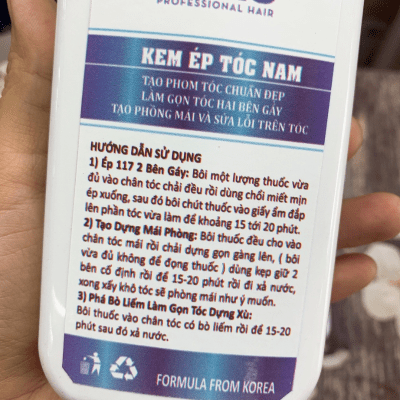 PROFESSIONAL HAIR
KEM ÉP TÓC NAM
TẠO PHOM TÓC CHUẨN ĐẸP
LÀM GỌN TÓC HAI BÊN GÁY
TẠO PHÒNG MÁI VÀ SỬA LỖI TRÊN TÓC
HƯỚNG DẪN SỬ DỤNG
1) Ép 117 2 Bên Gáy: Bôi một lượng thuốc vừa
đủ vào chân tóc chải đều rồi dùng chổi miết mịn
ép xuống, sau đó bôi chút thuốc vào giấy ẩm đắp
lên phần tóc vừa làm để khoảng 15 tới 20 phút.
2) Tạo Dựng Mái Phòng: Bôi thuốc đều cho vào
chân tóc mái rồi chải dựng gọn gàng lên, ( bôi
vừa đủ không để đọng thuốc ) dùng kẹp giữ 2
bên cố định rồi để 15-20 phút rồi đi xả nước,
xong xấy khô tóc sẽ phòng mái như ý muốn.
3) Phá Bò Liếm Làm Gọn Tóc Dựng Xù:
Bôi thuốc vào chân tóc có bò liếm rồi để 15-20
phút sau đó xả nước.
FORMULA FROM KOREA